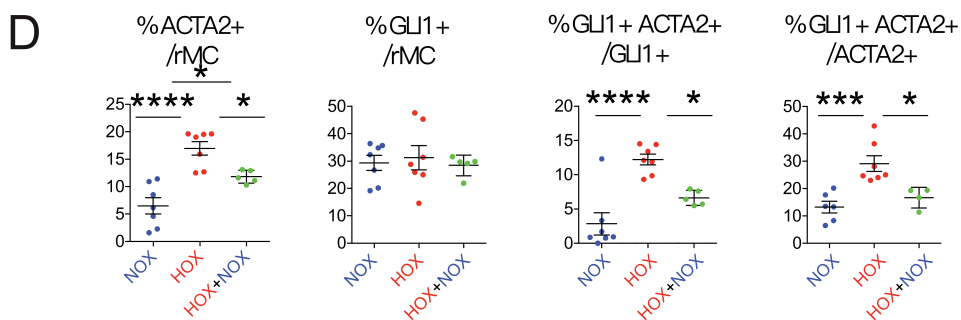 D
%ACTA2+
/rMC
%GLI1+
/rMC
%GLI1+ ACTA2+
/GLI1+
%GLI1+ ACTA2+
/ACTA2+
*
**** *
**** *
*** *
25
20
15
10
5
0
NOX
HOX
HOX+NOX
50
40
30
20
10
0
NOX
HOX
HOX+NOX
20
15
10
5
0
NOX
HOX
HOX+NOX
50
40
30
20
10
0
NOX
HOX
HOX+NOX